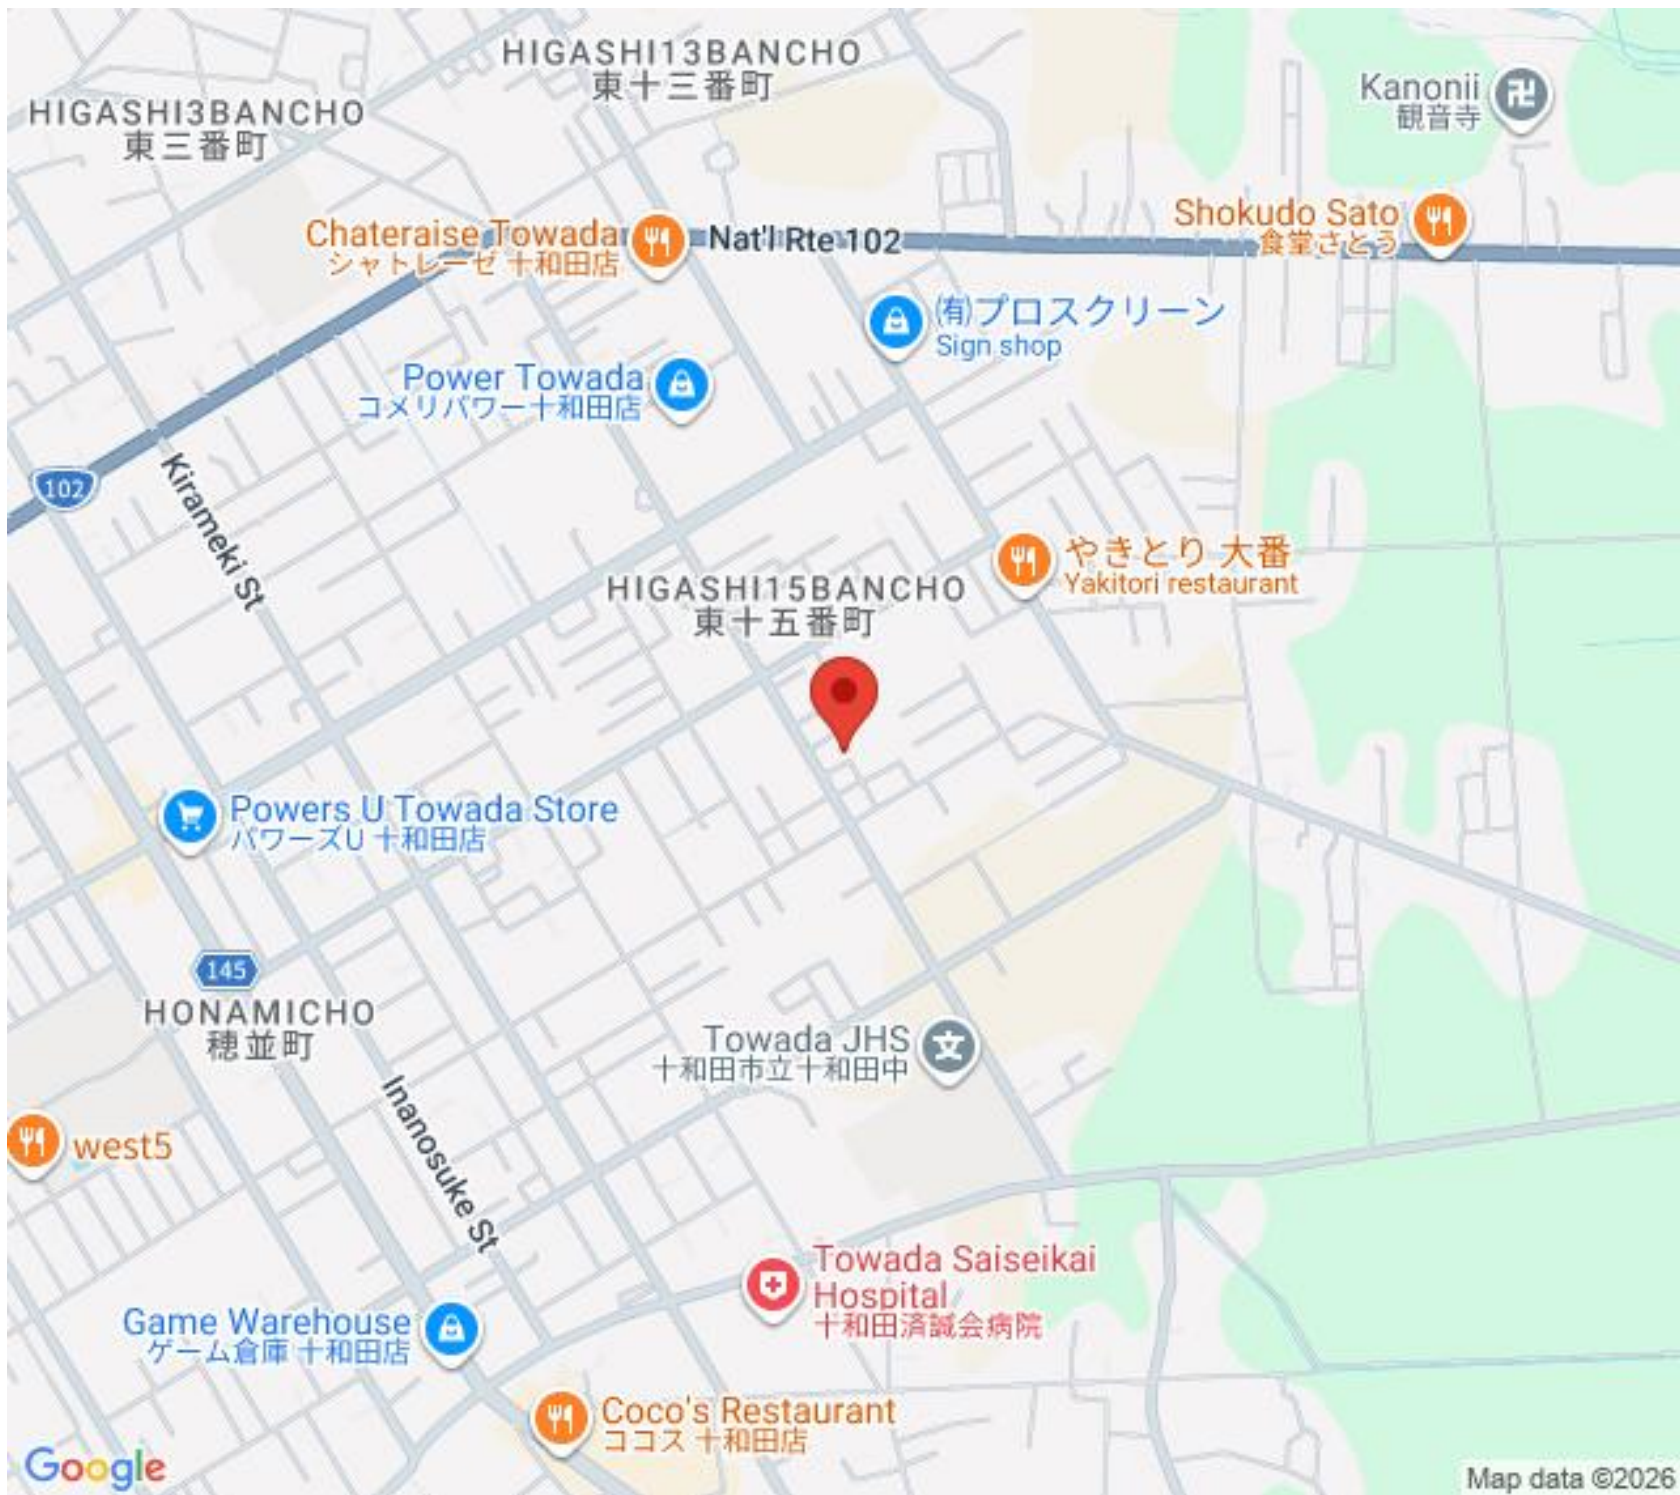 HIGASHI13BANCHO
東十三番町
HIGASHI3BANCHO
東三番町
Kanonji
観音寺
Shokudo Sato
食堂さとう
Chateraise Towada
シャトレーゼ 十和田店
Nat'l Rte 102
㈲プロスクリーン
Sign shop
Power Towada
コメリパワー十和田店
102
Kirameki St
やきとり 大番
Yakitori restaurant
HIGASHI15BANCHO
東十五番町
Powers U Towada Store
パワーズU 十和田店
145
HONAMICHO
穂並町
Towada JHS
十和田市立十和田中
Inanosuke St
west5
Towada Saiseikai
Hospital
十和田済誠会病院
Game Warehouse
ゲーム倉庫 十和田店
Coco's Restaurant
ココス 十和田店
Google
Map data ©2026